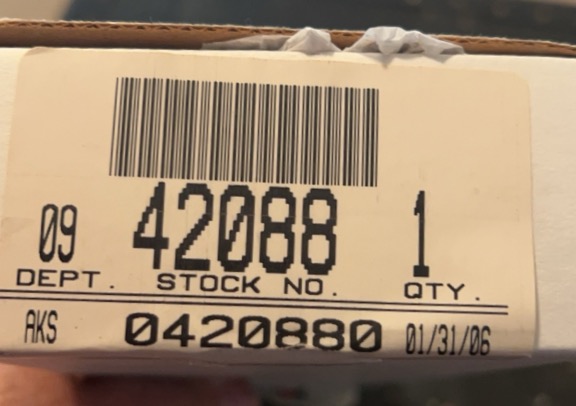 09 42088 1
DEPT. STOCK NO. QTY.
AKS 0420880 01/31/06